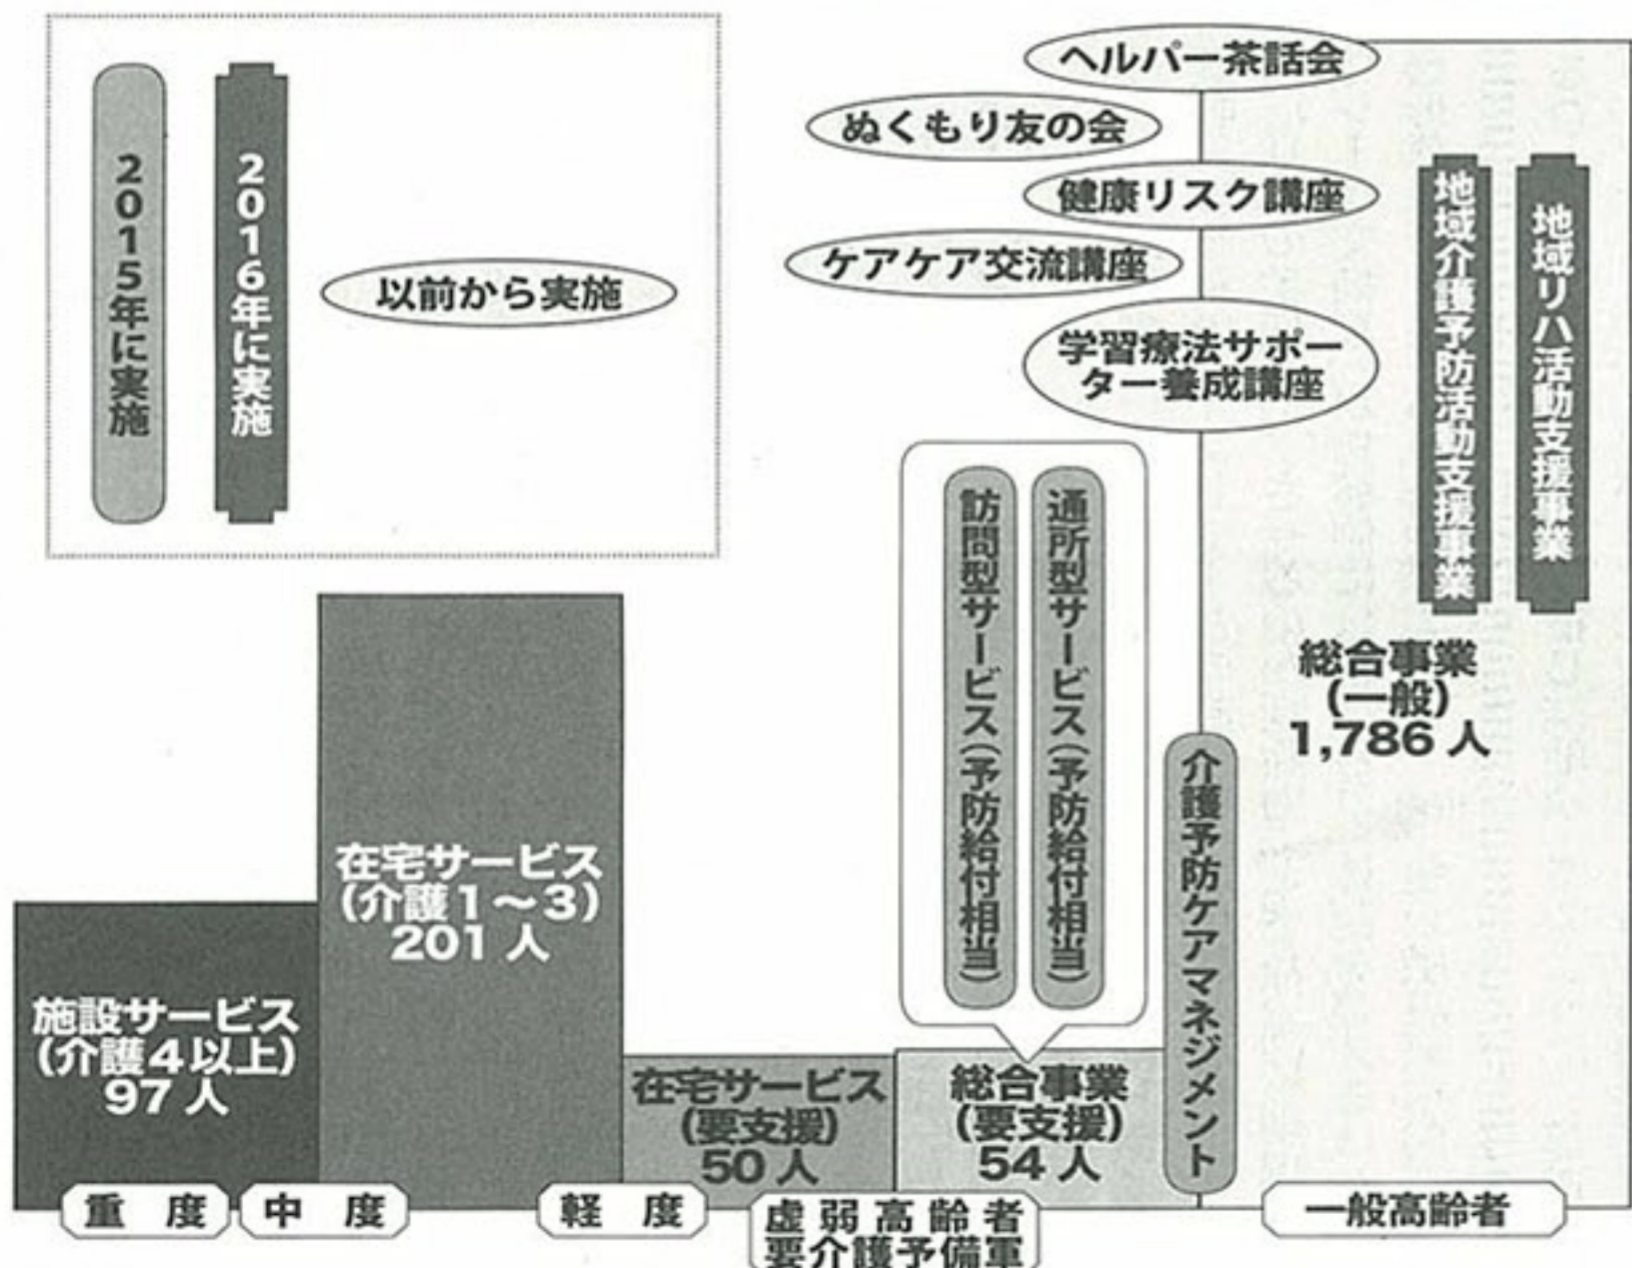 2015年に実施
2016年に実施
以前から実施
ヘルパー茶話会
ぬくもり友の会
健康リスク講座
ケアケア交流講座
学習療法サポー
ター養成講座
訪問型サービス(予防給付相当)
通所型サービス(予防給付相当)
介護予防ケアマネジメント
地域介護予防活動支援事業
地域リハ活動支援事業
総合事業
(一般)
1,786人
施設サービス
(介護4以上)
97人
在宅サービス
(介護1〜3)
201人
在宅サービス
(要支援)
50人
総合事業
(要支援)
54人
重度
中度
軽度
虚弱高齢者
要介護予備軍
一般高齢者